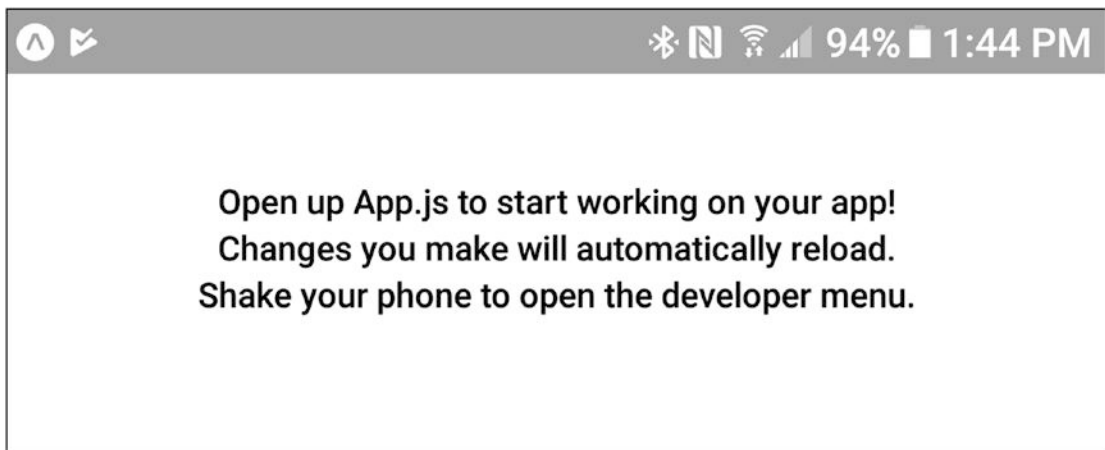 94% 1:44 PM
Open up App.js to start working on your app!
Changes you make will automatically reload.
Shake your phone to open the developer menu.